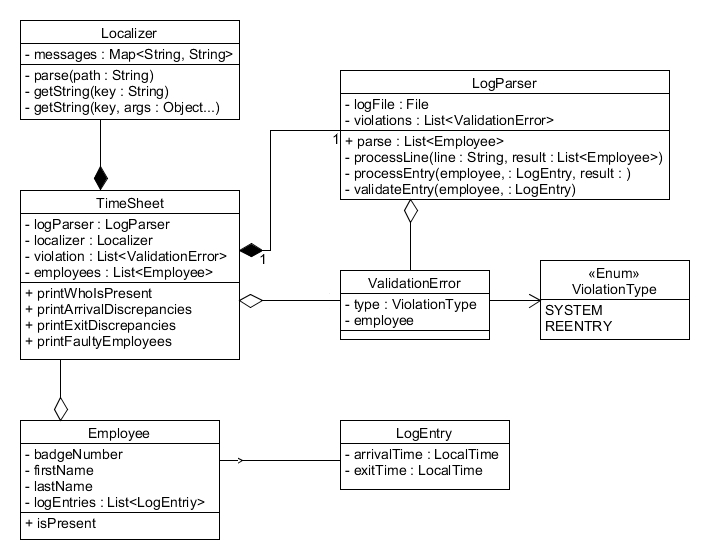 Localizer
- messages : Map<String, String>
- parse(path : String)
- getString(key : String)
- getString(key, args : Object...)
LogParser
- logFile : File
- violations : List<ValidationError>
+ parse : List<Employee>
- processLine(line : String, result : List<Employee>)
- processEntry(employee, : LogEntry, result : )
- validateEntry(employee, : LogEntry)
1
TimeSheet
- logParser : LogParser
- localizer : Localizer
- violation : List<ValidationError>
- employees : List<Employee>
+ printWhoIsPresent
+ printArrivalDiscrepancies
+ printExitDiscrepancies
+ printFaultyEmployees
1
ValidationError
- type : ViolationType
- employee
«Enum»
ViolationType
SYSTEM
REENTRY
Employee
- badgeNumber
- firstName
- lastName
- logEntries : List<LogEntriy>
+ isPresent
LogEntry
- arrivalTime : LocalTime
- exitTime : LocalTime